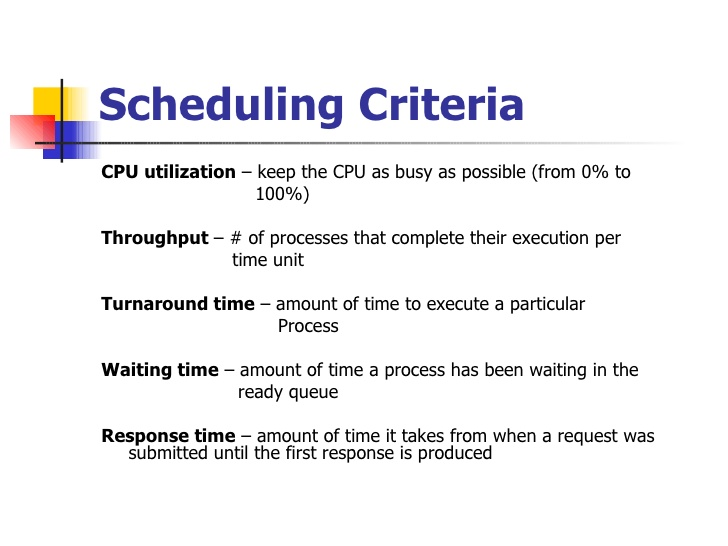 Scheduling Criteria
CPU utilization – keep the CPU as busy as possible (from 0% to
100%)
Throughput – # of processes that complete their execution per
time unit
Turnaround time – amount of time to execute a particular
Process
Waiting time – amount of time a process has been waiting in the
ready queue
Response time – amount of time it takes from when a request was
submitted until the first response is produced